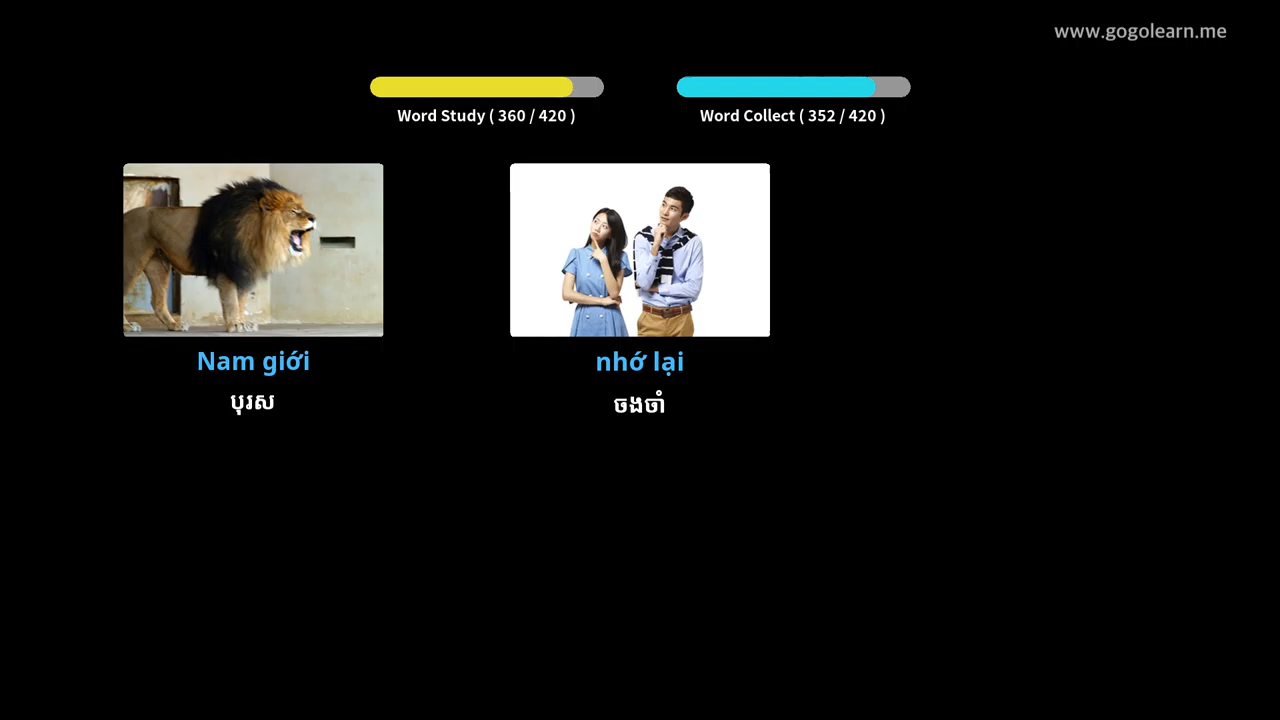 www.gogolearn.me
Word Study ( 360 / 420 )
Word Collect ( 352 / 420 )
Nam giới
បុរស
nhớ lại
ចងចាំ